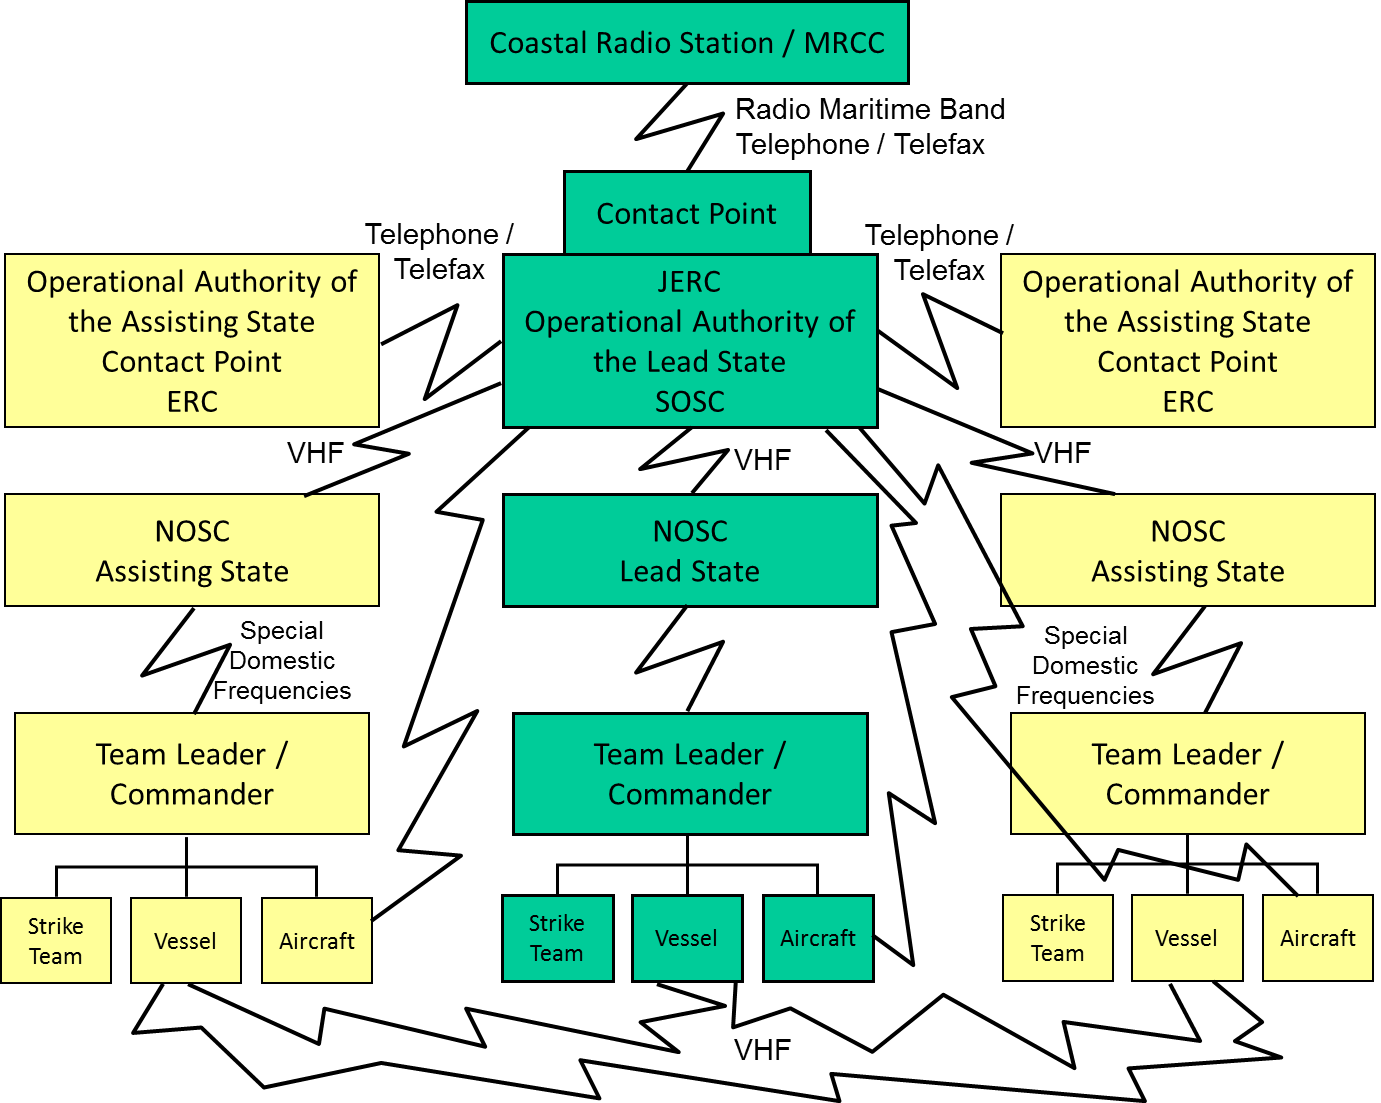 Coastal Radio Station / MRCC
Radio Maritime Band
Telephone / Telefax
Contact Point
Telephone /
Telefax
Telephone /
Telefax
Operational Authority of
the Assisting State
Contact Point
ERC
JERC
Operational Authority of
the Lead State
SOSC
Operational Authority of
the Assisting State
Contact Point
ERC
VHF
VHF
VHF
NOSC
Assisting State
NOSC
Lead State
NOSC
Assisting State
Special
Domestic
Frequencies
Special
Domestic
Frequencies
Team Leader /
Commander
Team Leader /
Commander
Team Leader /
Commander
Strike
Team
Vessel
Aircraft
Strike
Team
Vessel
Aircraft
Strike
Team
Vessel
Aircraft
VHF